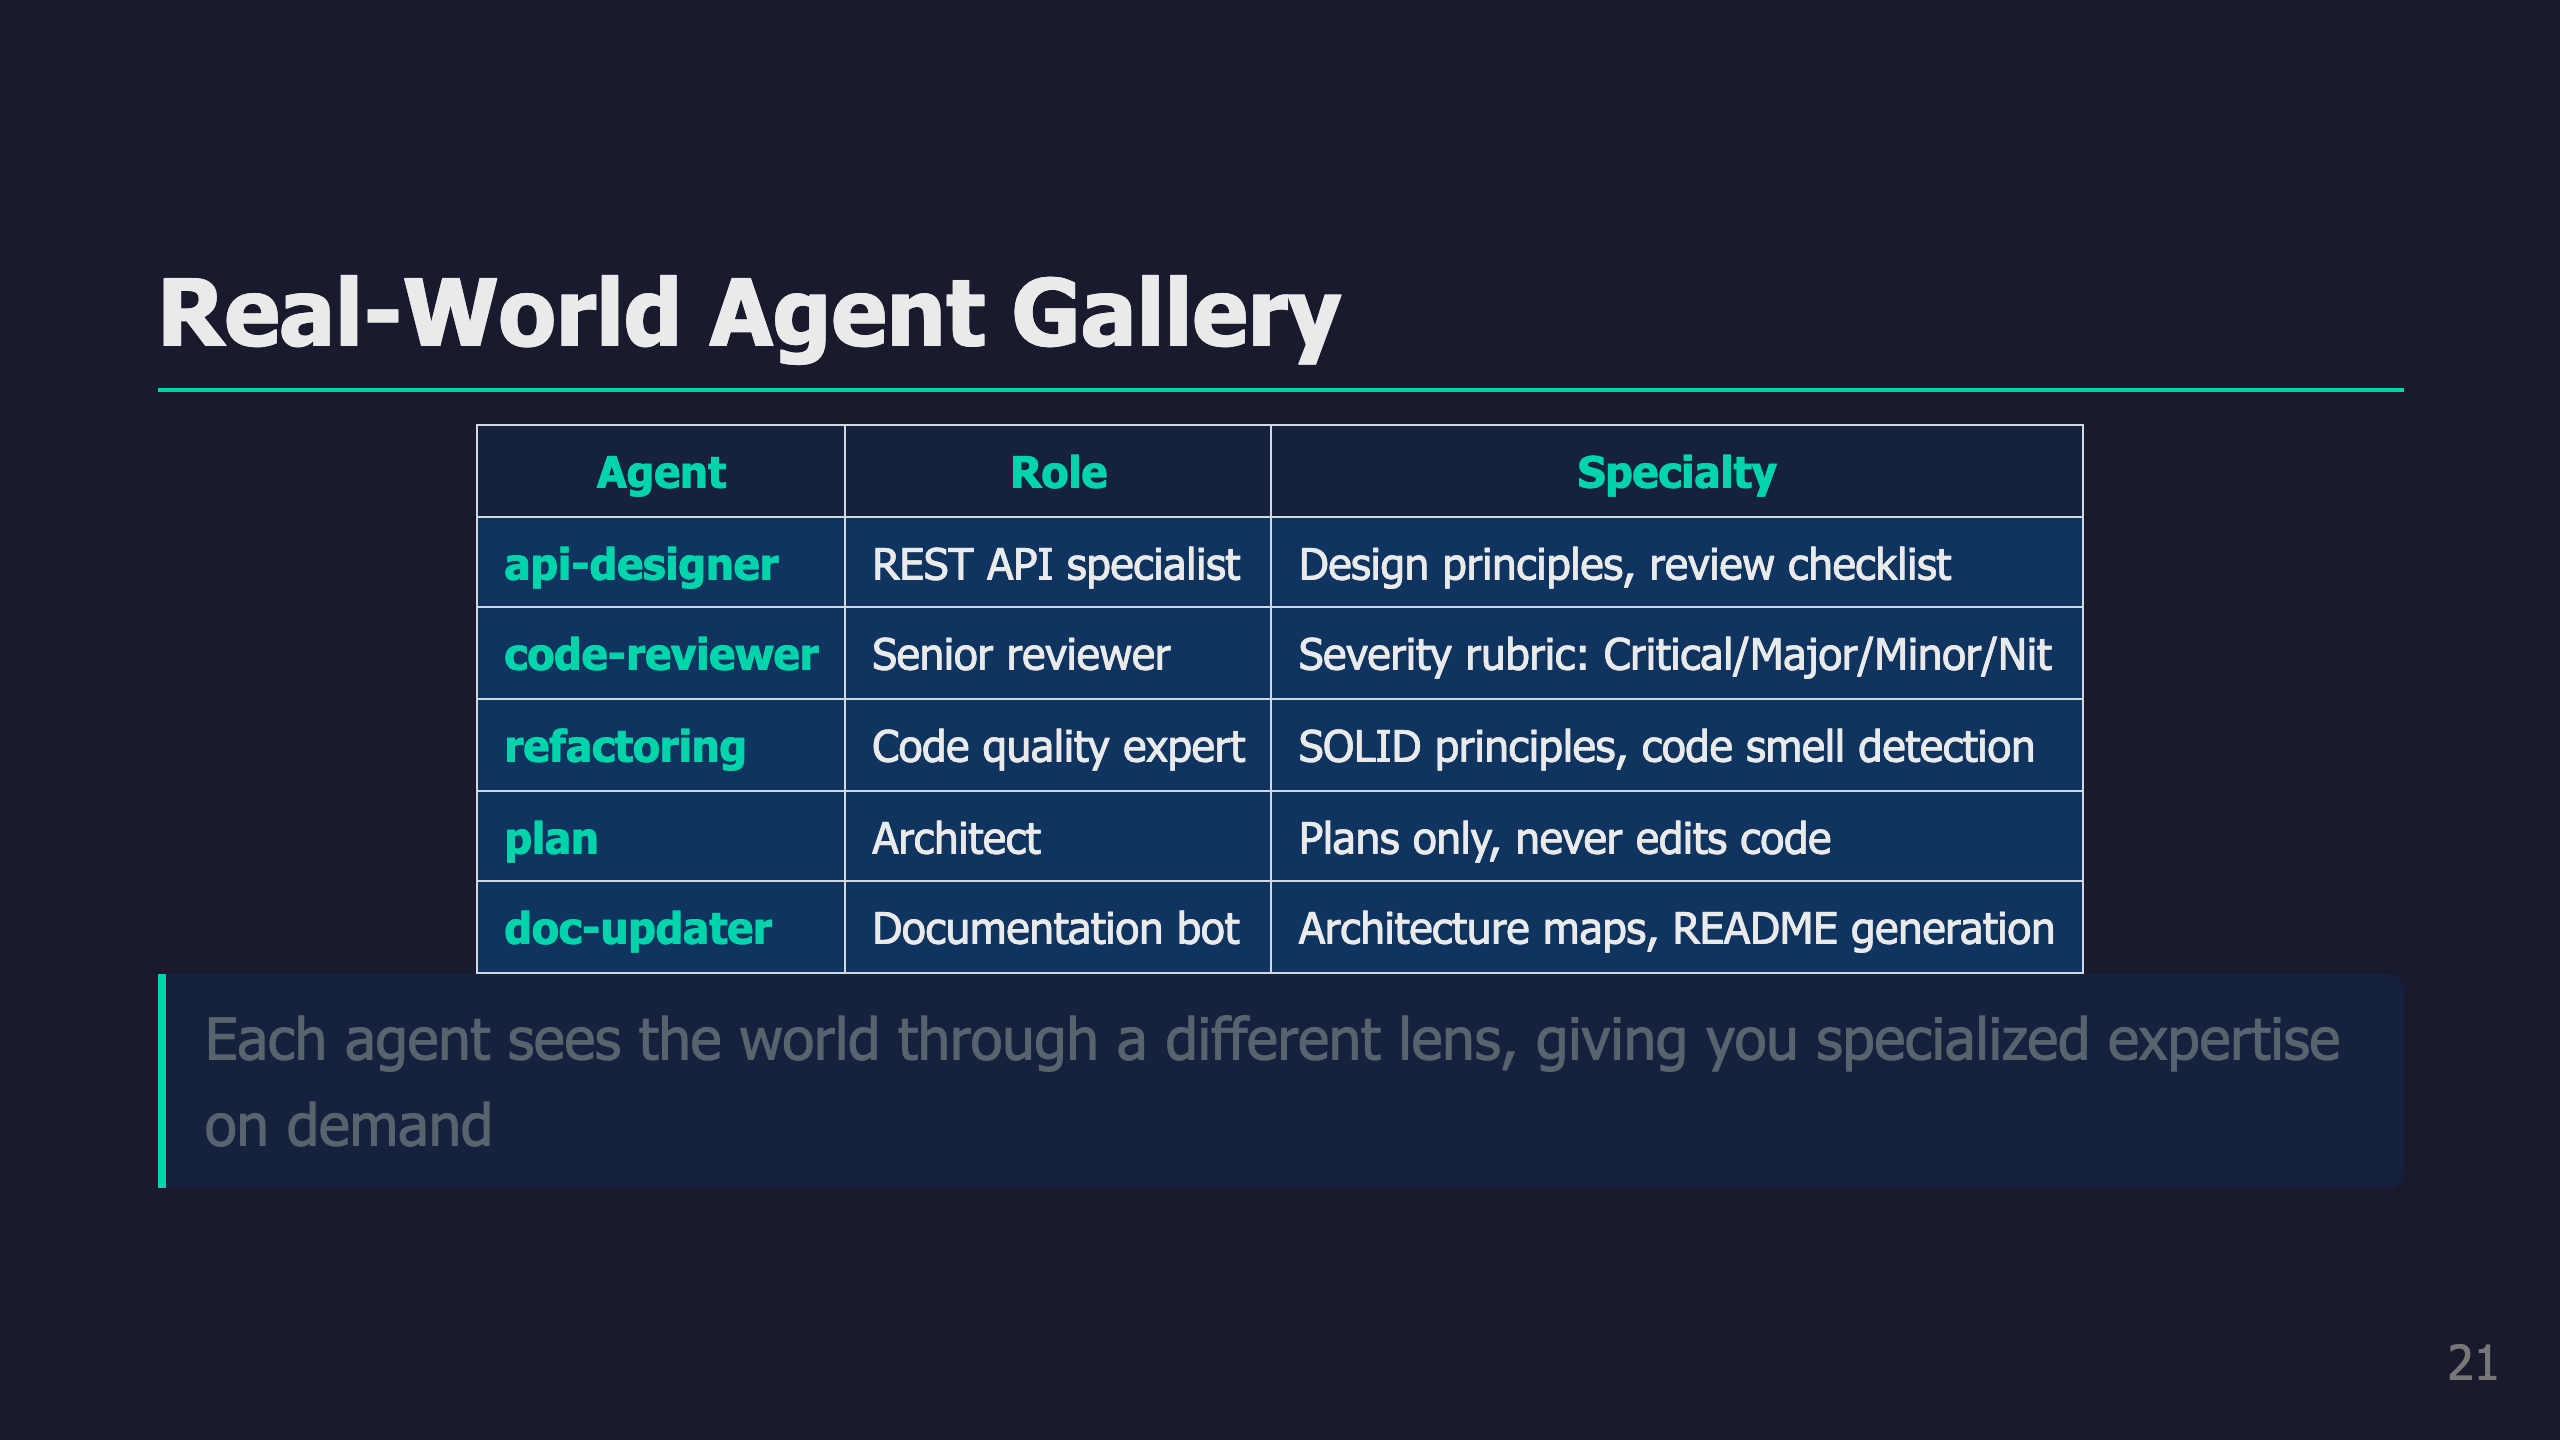 Real-World Agent Gallery
Agent Role Specialty
api-designer REST API specialist Design principles, review checklist
code-reviewer Senior reviewer Severity rubric: Critical/Major/Minor/Nit
refactoring Code quality expert SOLID principles, code smell detection
plan Architect Plans only, never edits code
doc-updater Documentation bot Architecture maps, README generation
Each agent sees the world through a different lens, giving you specialized expertise
on demand
21